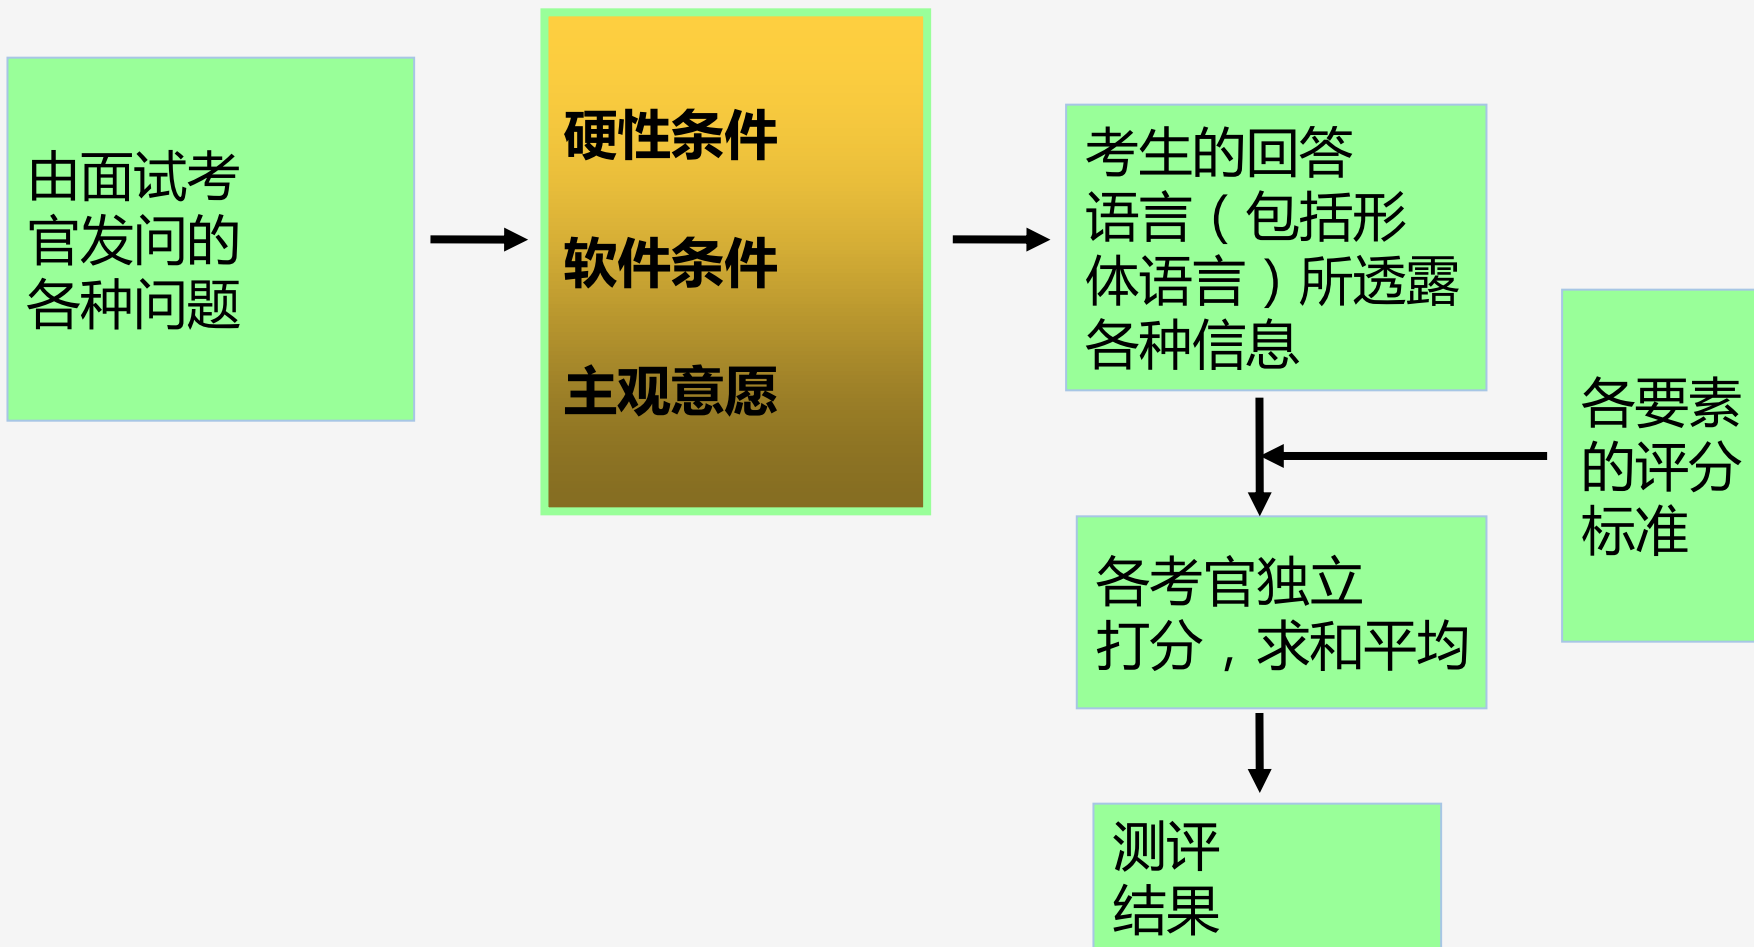 由面试考
官发问的
各种问题
硬性条件
软件条件
主观意愿
考生的回答
语言（包括形
体语言）所透露
各种信息
各要素
的评分
标准
各考官独立
打分，求和平均
测评
结果